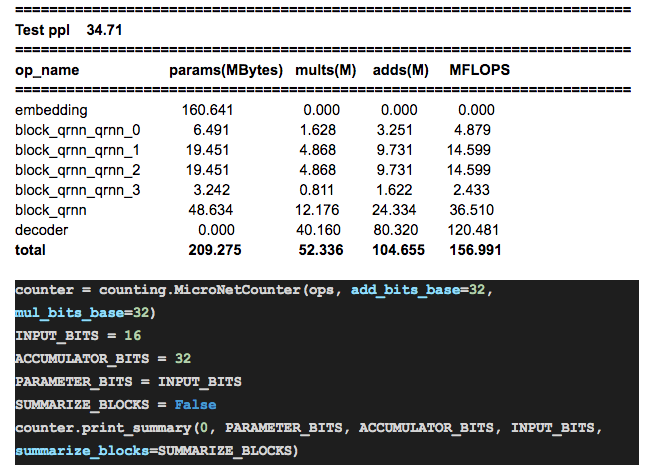 ================================================================
Test ppl 34.71
================================================================
op_name params(MBytes) mults(M) adds(M) MFLOPS
================================================================
embedding 160.641 0.000 0.000 0.000
block_qrnn_qrnn_0 6.491 1.628 3.251 4.879
block_qrnn_qrnn_1 19.451 4.868 9.731 14.599
block_qrnn_qrnn_2 19.451 4.868 9.731 14.599
block_qrnn_qrnn_3 3.242 0.811 1.622 2.433
block_qrnn 48.634 12.176 24.334 36.510
decoder 0.000 40.160 80.320 120.481
total 209.275 52.336 104.655 156.991
counter = counting.MicroNetCounter(ops, add_bits_base=32,
mul_bits_base=32)
INPUT_BITS = 16
ACCUMULATOR_BITS = 32
PARAMETER_BITS = INPUT_BITS
SUMMARIZE_BLOCKS = False
counter.print_summary(0, PARAMETER_BITS, ACCUMULATOR_BITS, INPUT_BITS,
summarize_blocks=SUMMARIZE_BLOCKS)